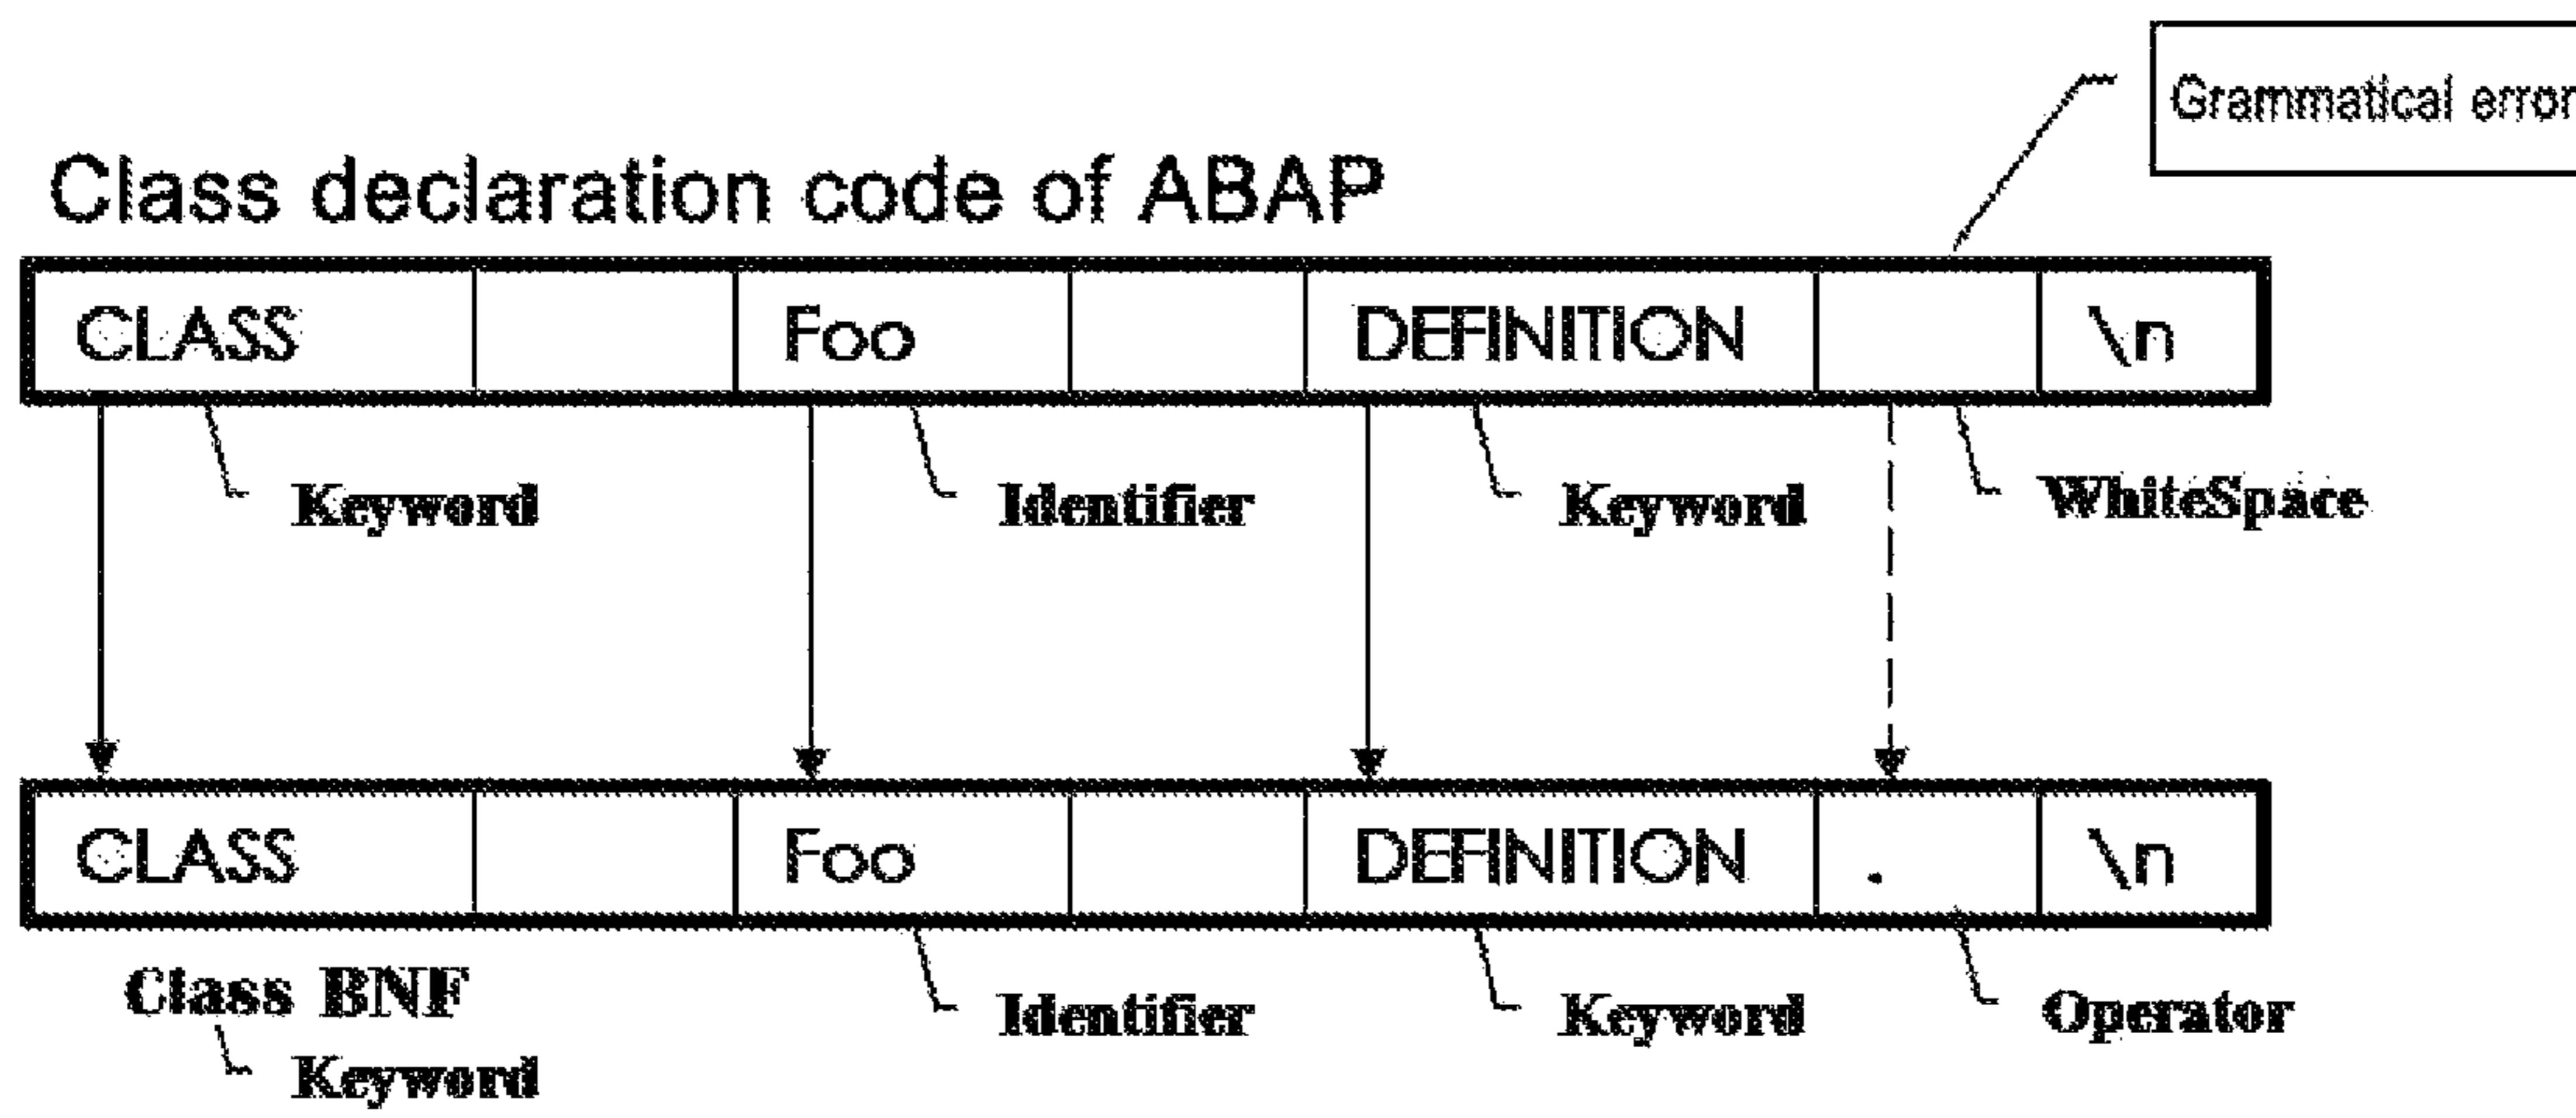 Grammatical error
Class declaration code of ABAP
CLASS Foo DEFINITION \n
Keyword Identifier Keyword WhiteSpace
CLASS Foo DEFINITION . \n
Class BNF
Identifier Keyword Operator
Keyword